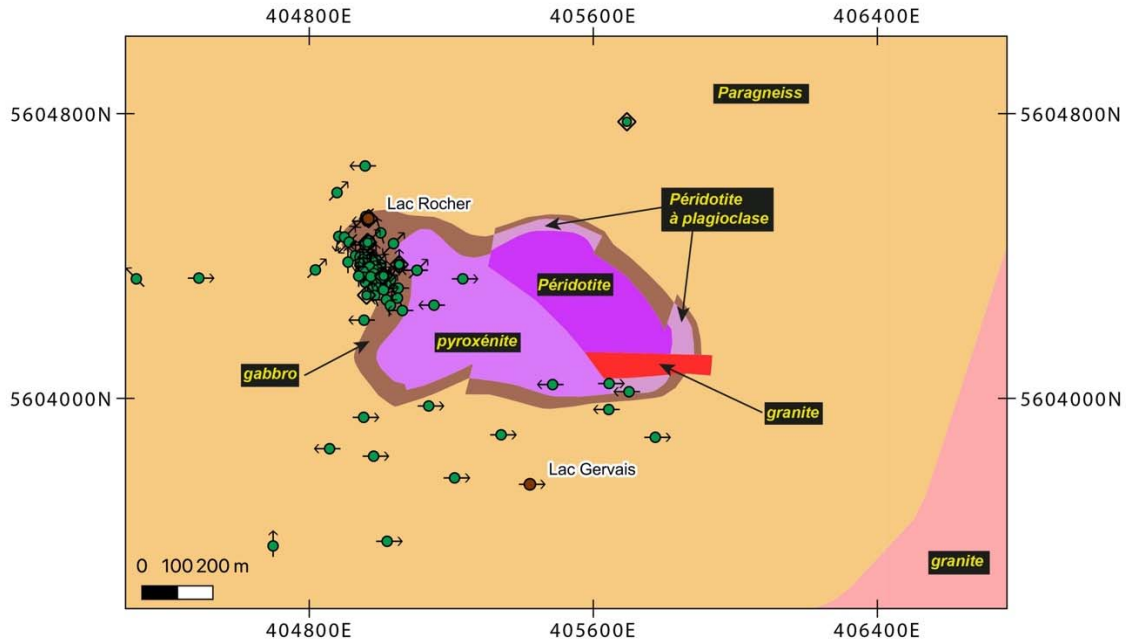 404800E 405600E 406400E
Paragneiss
5604800N 5604800N
Lac Rocher
Péridotite
à plagioclase
Péridotite
pyroxénite
gabbro
5604000N 5604000N
granite
Lac Gervais
granite
0 100 200 m
404800E 405600E 406400E